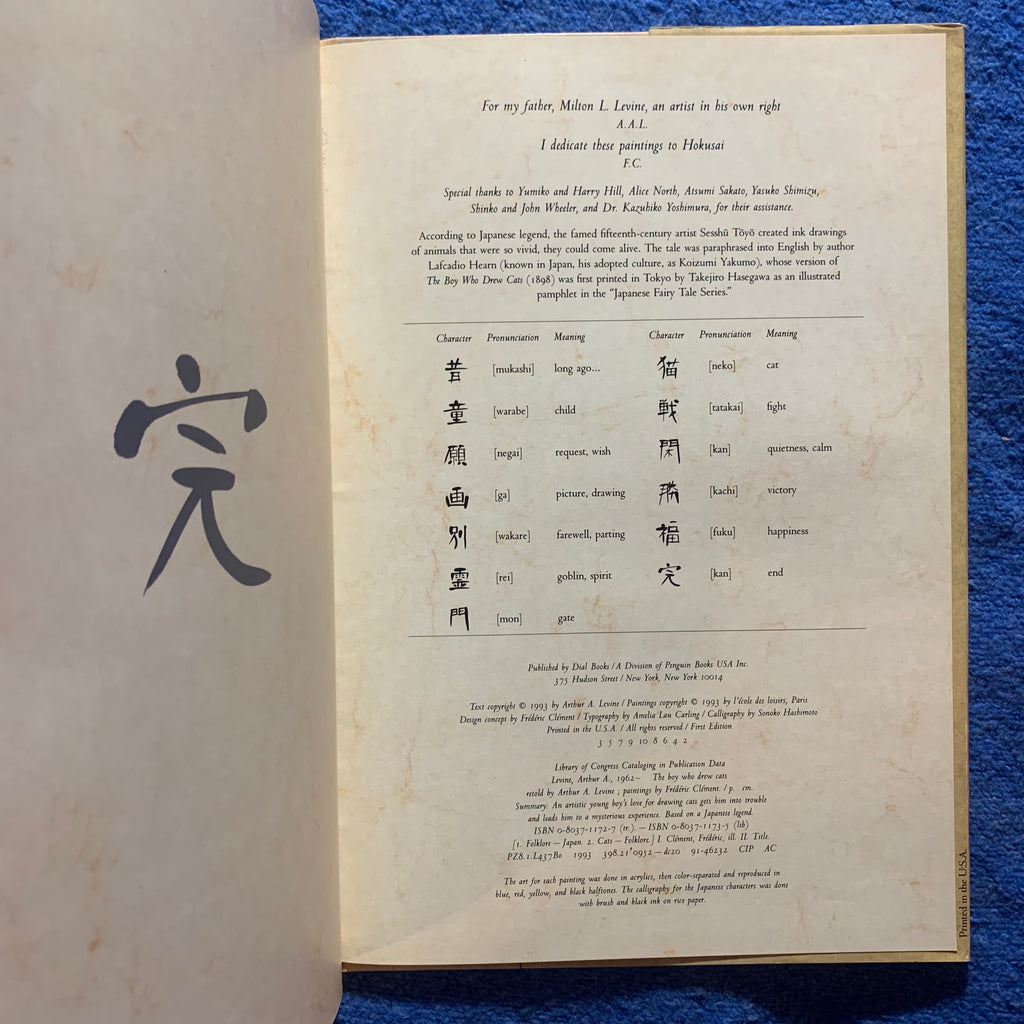 完
For my father, Milton L. Levine, an artist in his own right
A.A.L.
I dedicate these paintings to Hokusai
F.C.
Special thanks to Yumiko and Harry Hill, Alice North, Atsumi Sakato, Yasuko Shimizu,
Shinko and John Wheeler, and Dr. Kazuhiko Yoshimura, for their assistance.
According to Japanese legend, the famed fifteenth-century artist Sesshū Tōyō created ink drawings
of animals that were so vivid, they could come alive. The tale was paraphrased into English by author
Lafcadio Hearn (known in Japan, his adopted culture, as Koizumi Yakumo), whose version of
The Boy Who Drew Cats (1898) was first printed in Tokyo by Takejiro Hasegawa as an illustrated
pamphlet in the “Japanese Fairy Tale Series.”
Character Pronunciation Meaning Character Pronunciation Meaning
昔 [mukashi] long ago... 猫 [neko] cat
童 [warabe] child 戦 [tatakai] fight
願 [negai] request, wish 閑 [kan] quietness, calm
画 [ga] picture, drawing 勝 [kachi] victory
別 [wakare] farewell, parting 福 [fuku] happiness
霊 [rei] goblin, spirit 完 [kan] end
門 [mon] gate
Published by Dial Books / A Division of Penguin Books USA Inc.
375 Hudson Street / New York, New York 10014
Text copyright © 1993 by Arthur A. Levine / Paintings copyright © 1993 by l'école des loisirs, Paris
Design concept by Frédéric Clément / Typography by Amelia Lau Carling / Calligraphy by Sonoko Hashimoto
Printed in the U.S.A. / All rights reserved / First Edition
3 5 7 9 10 8 6 4 2
Library of Congress Cataloging in Publication Data
Levine, Arthur A., 1962– The boy who drew cats
retold by Arthur A. Levine ; paintings by Frédéric Clément. / p. cm.
Summary: An artistic young boy's love for drawing cats gets him into trouble
and leads him to a mysterious experience. Based on a Japanese legend.
ISBN 0-8037-1172-7 (tr.). — ISBN 0-8037-1173-5 (lib)
[1. Folklore — Japan. 2. Cats — Folklore.] I. Clément, Frédéric, ill. II. Title.
PZ8.1.L437Bo 1993 398.21'0952 — dc20 91-46232 CIP AC
The art for each painting was done in acrylics, then color-separated and reproduced in
blue, red, yellow, and black halftones. The calligraphy for the Japanese characters was done
with brush and black ink on rice paper.
Printed in the U.S.A.